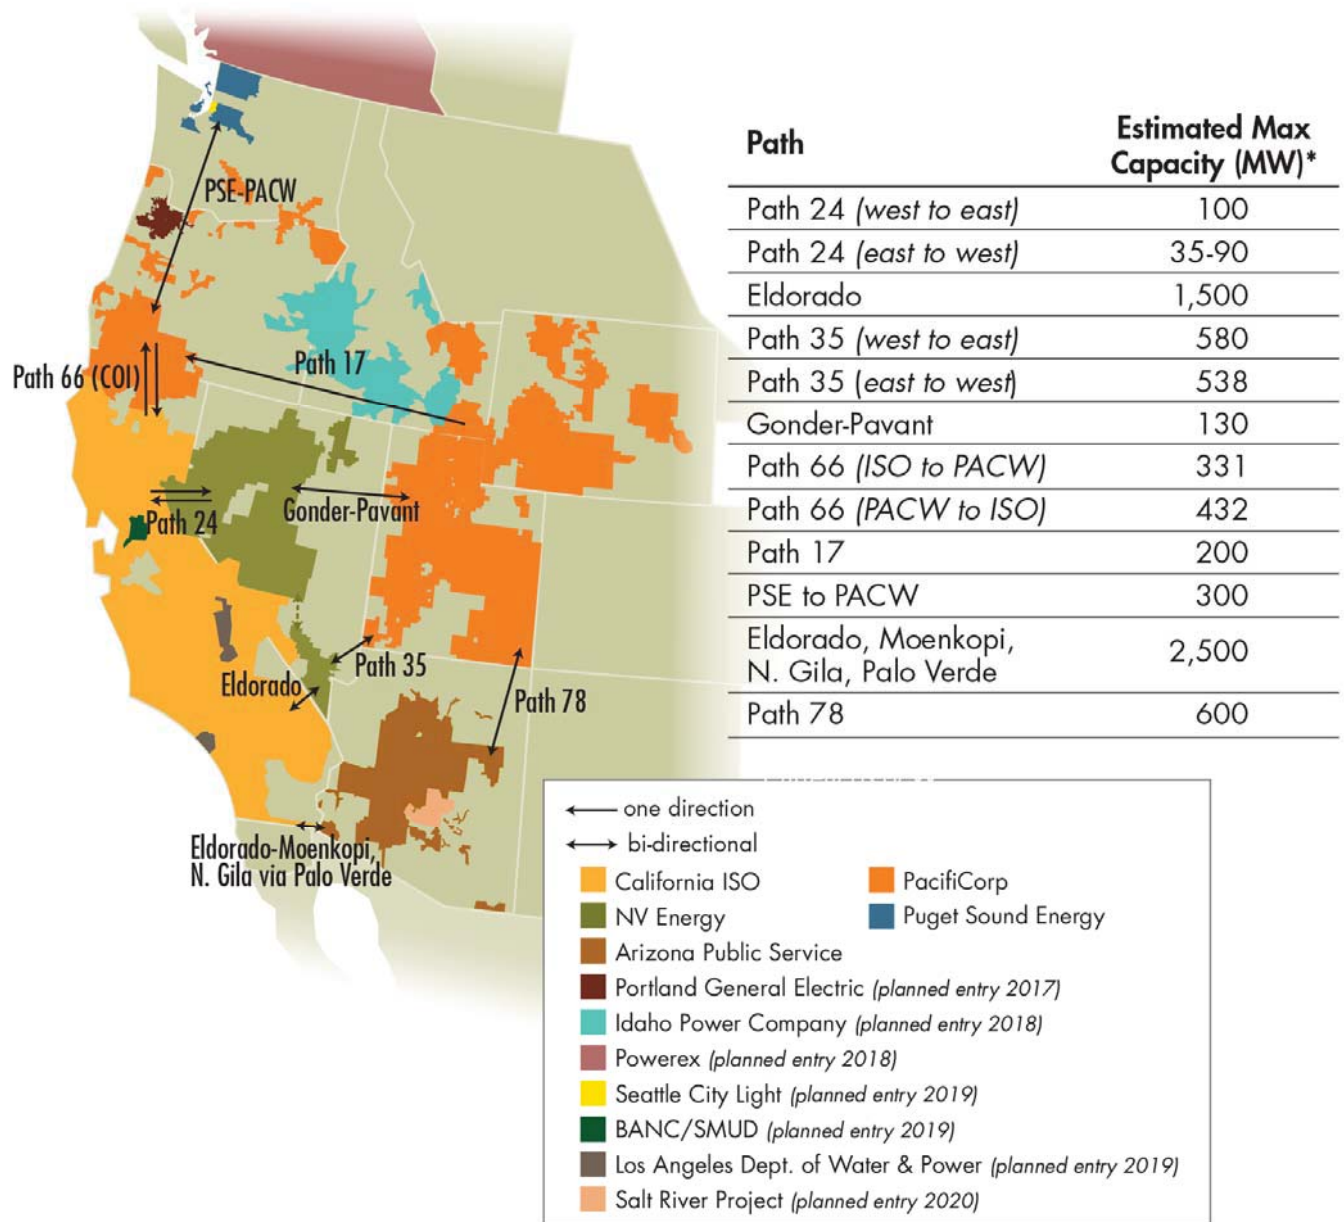 PSE-PACW
Path 17
Path 66 (COI)
Path 24
Gonder-Pavant
Path 35
Eldorado
Path 78
Eldorado-Moenkopi,
N. Gila via Palo Verde
Path Estimated Max
Capacity (MW)*
Path 24 (west to east) 100
Path 24 (east to west) 35-90
Eldorado 1,500
Path 35 (west to east) 580
Path 35 (east to west) 538
Gonder-Pavant 130
Path 66 (ISO to PACW) 331
Path 66 (PACW to ISO) 432
Path 17 200
PSE to PACW 300
Eldorado, Moenkopi,
N. Gila, Palo Verde 2,500
Path 78 600
one direction
bi-directional
California ISO PacifiCorp
NV Energy Puget Sound Energy
Arizona Public Service
Portland General Electric (planned entry 2017)
Idaho Power Company (planned entry 2018)
Powerex (planned entry 2018)
Seattle City Light (planned entry 2019)
BANC/SMUD (planned entry 2019)
Los Angeles Dept. of Water & Power (planned entry 2019)
Salt River Project (planned entry 2020)